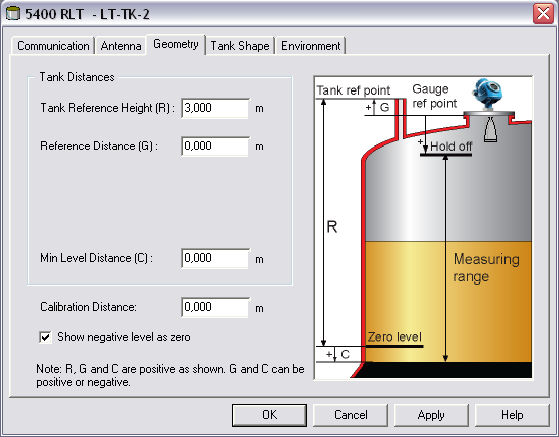 5400 RLT - LT-TK-2
Communication Antenna Geometry Tank Shape Environment
Tank Distances
Tank Reference Height (R) : 3,000 m
Reference Distance (G) : 0,000 m
Min Level Distance (C) : 0,000 m
Calibration Distance: 0,000 m
Show negative level as zero
Note: R, G and C are positive as shown. G and C can be
positive or negative.
Tank ref point
Gauge
ref point
+ G
+
Hold off
R
Measuring
range
Zero level
+ C
OK Cancel Apply Help